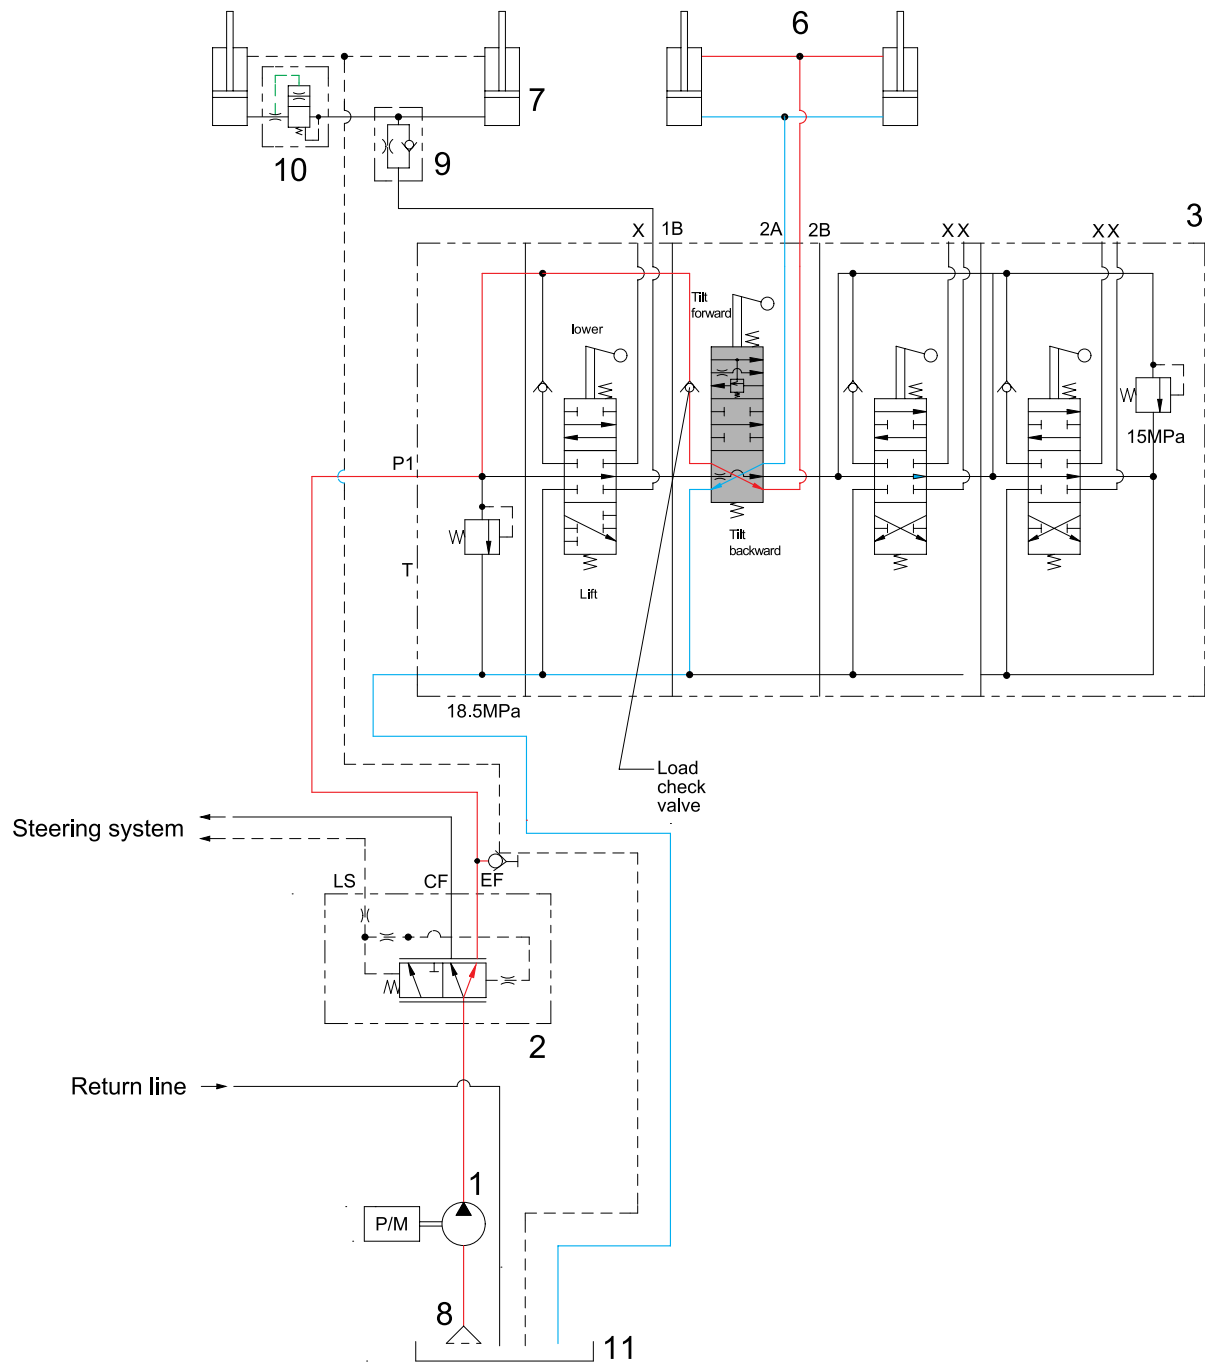 6
7
10
9
3
X
1B
2A
2B
X X
X X
Tilt
forward
lower
15MPa
P1
Tilt
backward
T
Lift
18.5MPa
Load
check
valve
Steering system
LS
CF
EF
2
Return line
1
P/M
8
11